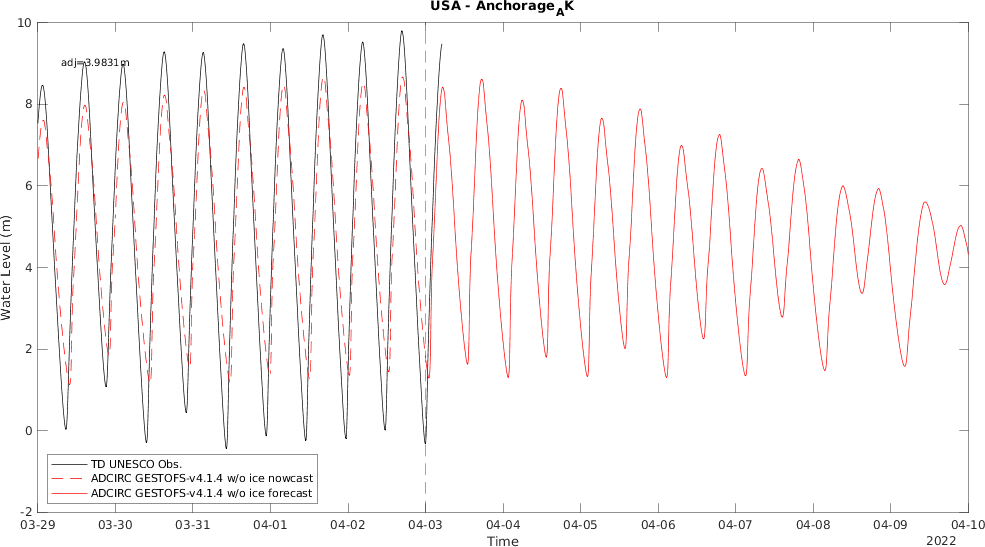 USA - Anchorage_AK
10
8
6
4
2
0
-2
adj=3.9831m
Water Level (m)
TD UNESCO Obs.
ADCIRC GESTOFS-v4.1.4 w/o ice nowcast
ADCIRC GESTOFS-v4.1.4 w/o ice forecast
03-29 03-30 03-31 04-01 04-02 04-03 04-04 04-05 04-06 04-07 04-08 04-09 04-10
Time
2022